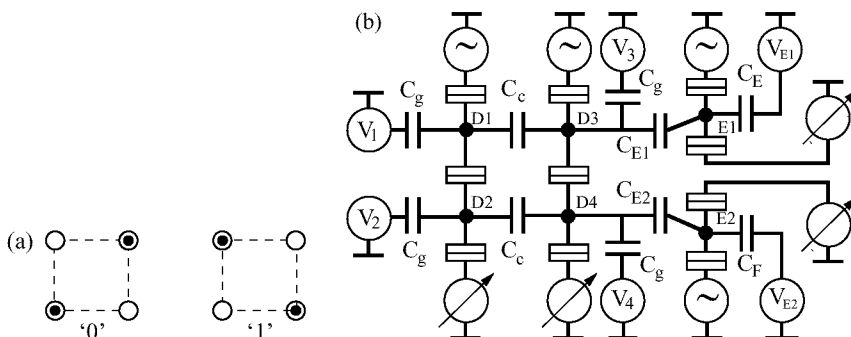 (a)
'0'
'1'
(b)
~
~
V3
~
VE1
Cg
Cc
Cg
CE
V1
D1
D3
CE1
E1
V2
D2
D4
CE2
E2
Cg
Cc
Cg
CF
V4
~
VE2